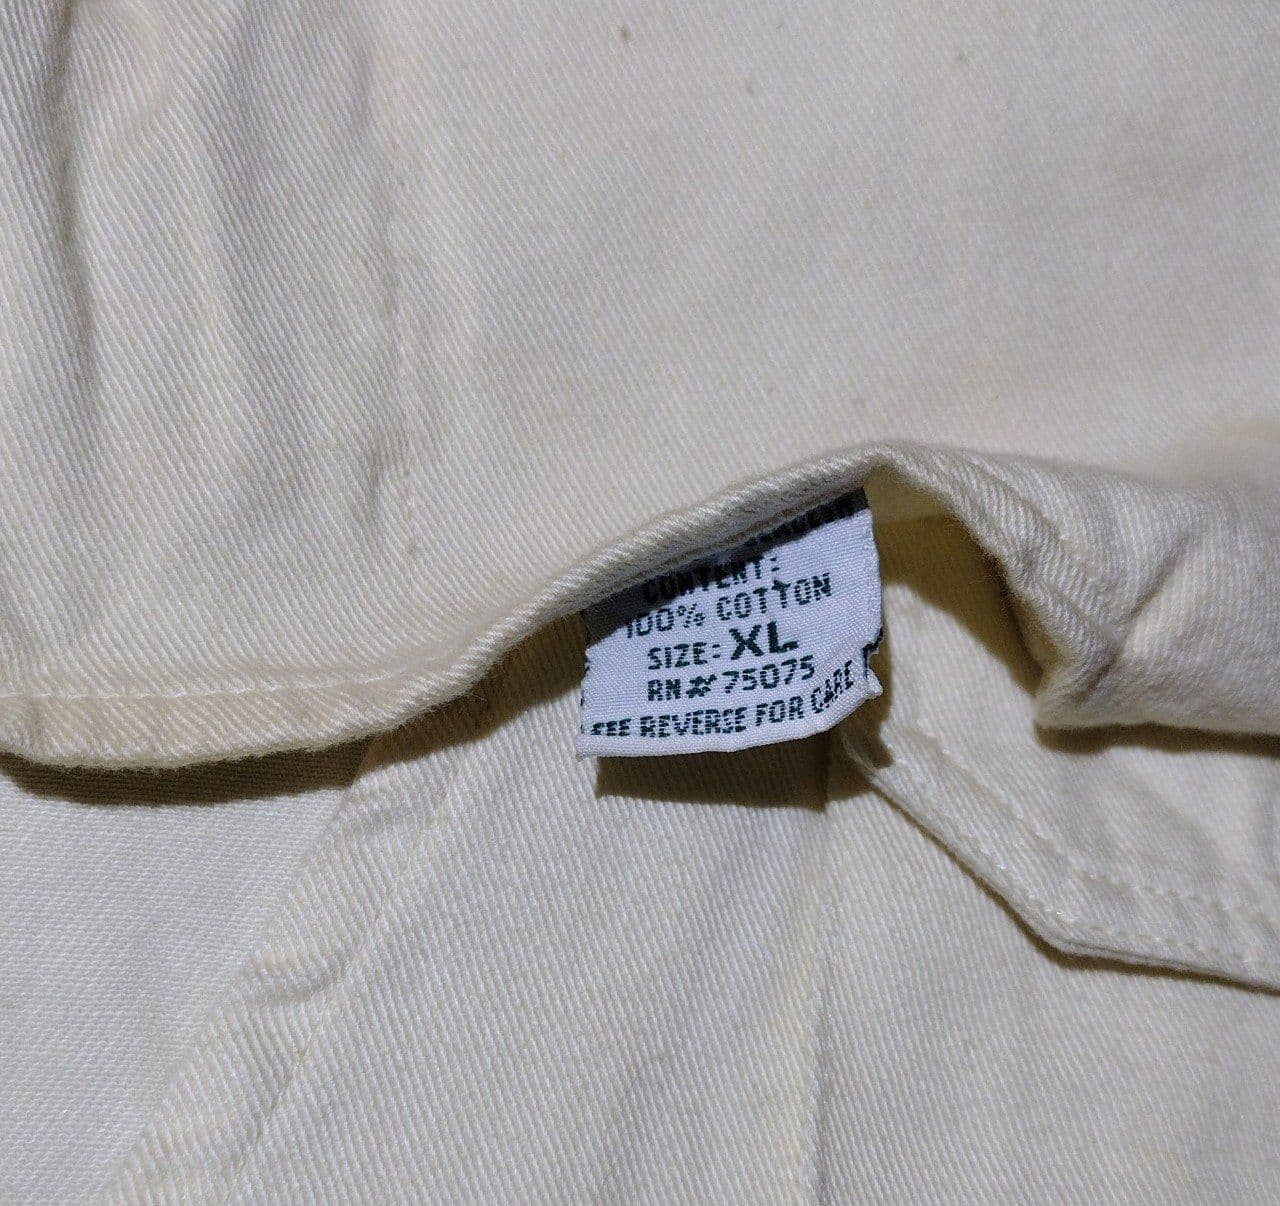 CONTENT:
100% COTTON
SIZE: XL
RN# 75075
SEE REVERSE FOR CARE